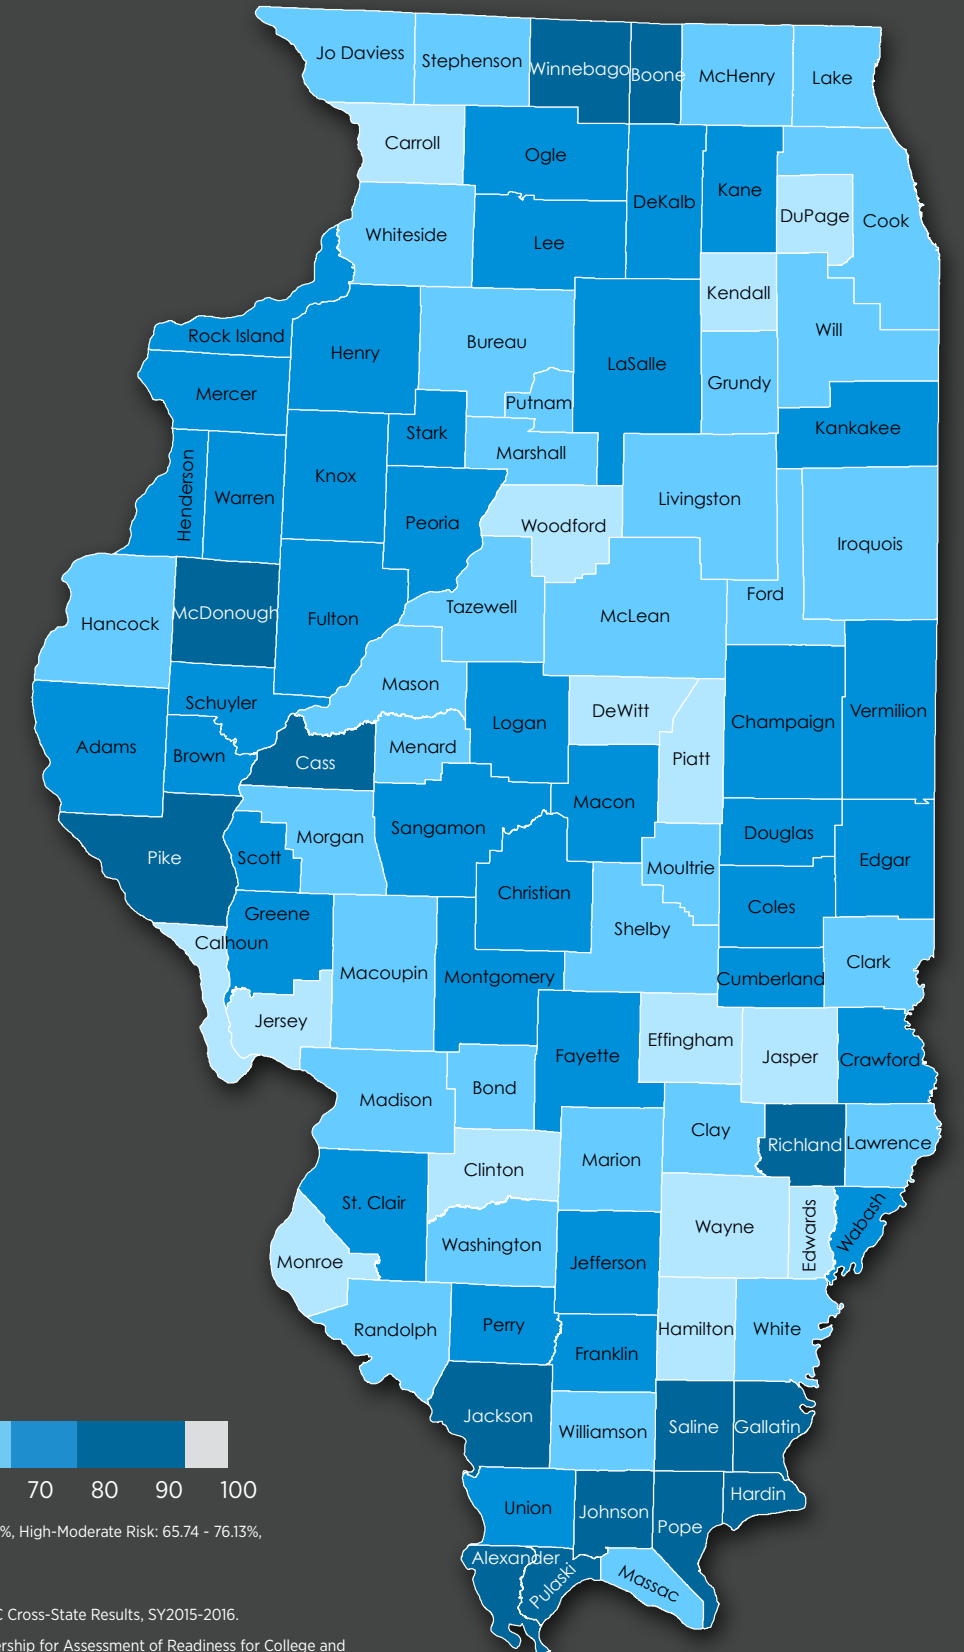 Jo Daviess
Stephenson
Winnebago
Boone
McHenry
Lake
Carroll
Ogle
DeKalb
Kane
DuPage
Cook
Whiteside
Lee
Kendall
Will
Rock Island
Henry
Bureau
LaSalle
Grundy
Mercer
Putnam
Stark
Kankakee
Marshall
Henderson
Warren
Knox
Peoria
Woodford
Livingston
Iroquois
Hancock
McDonough
Fulton
Tazewell
McLean
Ford
Mason
Schuyler
Logan
DeWitt
Champaign
Vermilion
Adams
Brown
Cass
Menard
Piatt
Macon
Pike
Scott
Morgan
Sangamon
Christian
Moultrie
Douglas
Edgar
Greene
Coles
Calhoun
Shelby
Macoupin
Montgomery
Cumberland
Clark
Jersey
Fayette
Effingham
Jasper
Crawford
Madison
Bond
Clay
Richland
Lawrence
Clinton
Marion
St. Clair
Wayne
Edwards
Wabash
Monroe
Washington
Jefferson
Randolph
Perry
Franklin
Hamilton
White
Jackson
Williamson
Saline
Gallatin
Union
Johnson
Pope
Hardin
Alexander
Pulaski
Massac
70 80 90 100
%, High-Moderate Risk: 65.74 - 76.13%,
C Cross-State Results, SY2015-2016.
ership for Assessment of Readiness for College and